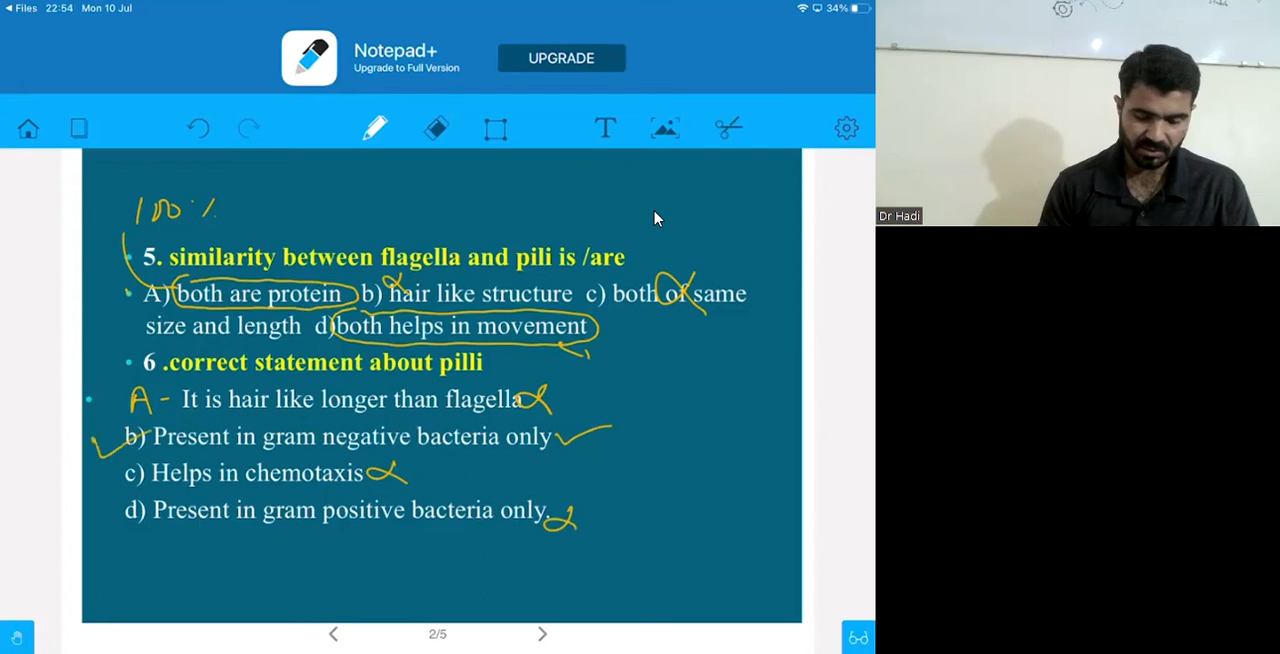 Files 22:54 Mon 10 Jul 34%
Notepad+
Upgrade to Full Version
UPGRADE
T
Dr Hadi
100%
5. similarity between flagella and pili is /are
A) both are protein b) hair like structure c) both of same
size and length d) both helps in movement
6 .correct statement about pilli
A - It is hair like longer than flagella
b) Present in gram negative bacteria only
c) Helps in chemotaxis
d) Present in gram positive bacteria only.
2/5